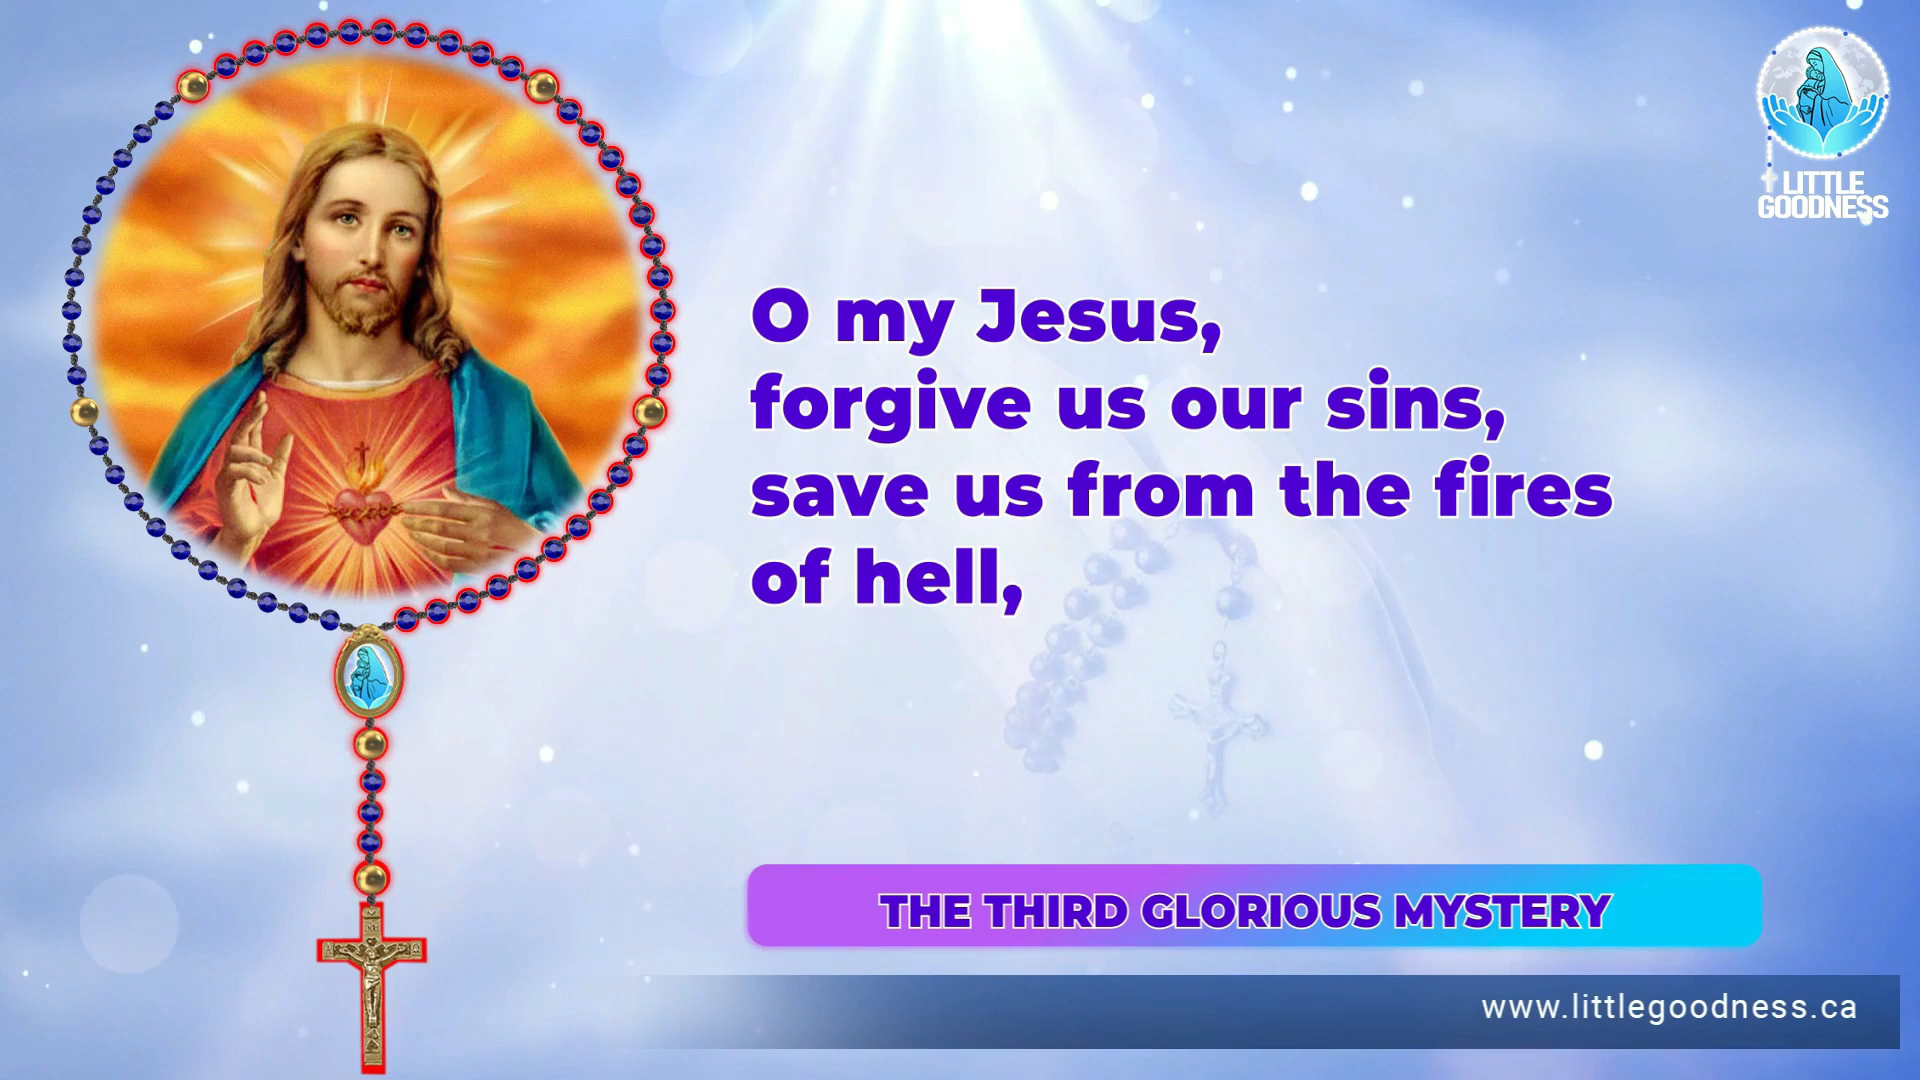 LITTLE
GOODNESS
O my Jesus,
forgive us our sins,
save us from the fires
of hell,
THE THIRD GLORIOUS MYSTERY
www.littlegoodness.ca
INRI